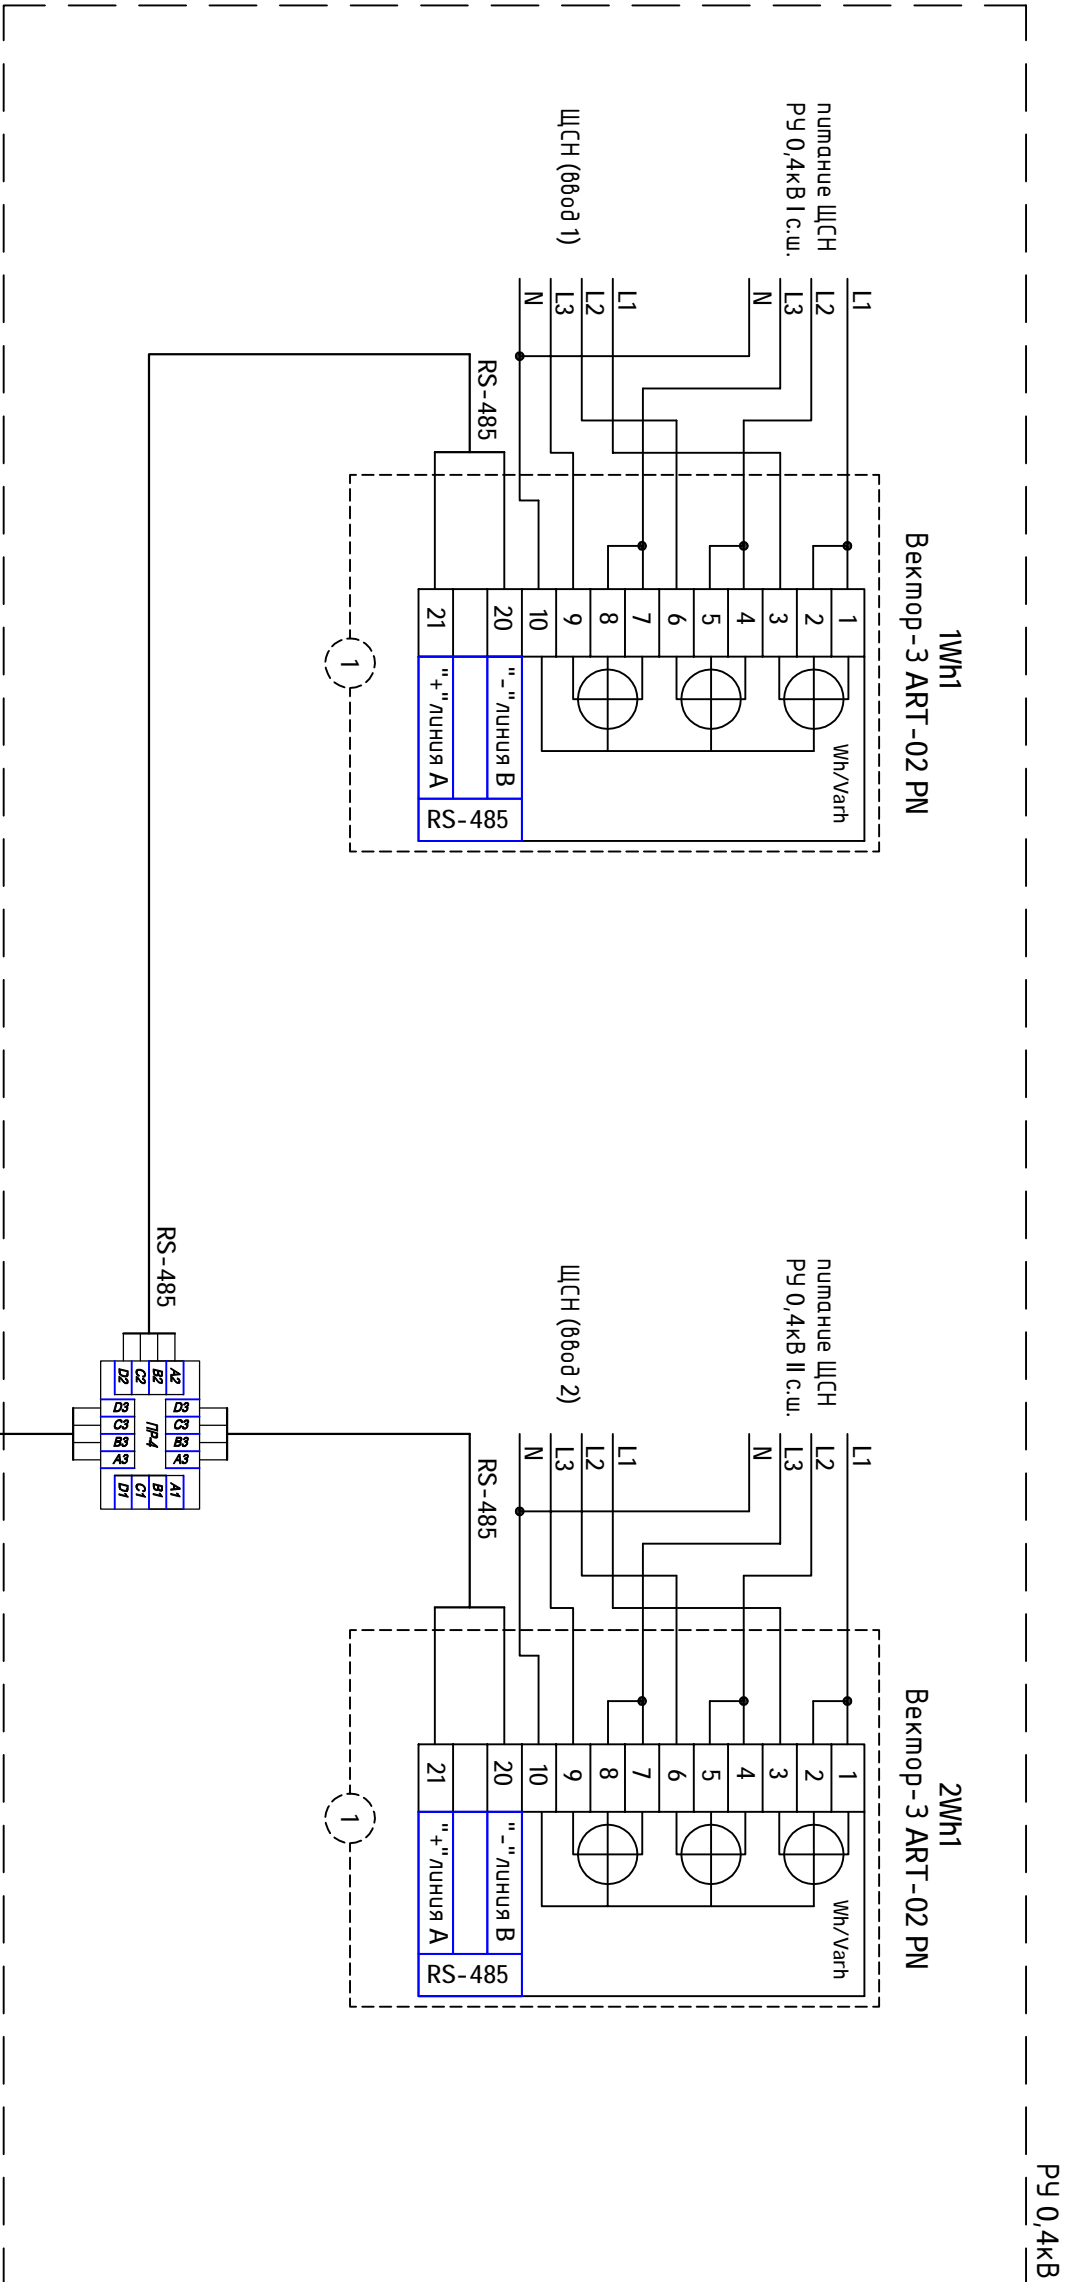 РУ 0,4кВ
1Wh1
Вектор-3 ART-02 PN
питание ЩСН
РУ 0,4кВ I с.ш.
L1
L2
L3
N
ЩСН (ввод 1)
L1
L2
L3
N
RS-485
1
2
3
4
5
6
7
8
9
10
20
21
Wh/Varh
"-"линия В
"+"линия А
RS-485
1
2Wh1
Вектор-3 ART-02 PN
питание ЩСН
РУ 0,4кВ II с.ш.
L1
L2
L3
N
ЩСН (ввод 2)
L1
L2
L3
N
RS-485
1
2
3
4
5
6
7
8
9
10
20
21
Wh/Varh
"-"линия В
"+"линия А
RS-485
1
RS-485
A2
B2
C2
D2
D3
C3
B3
A3
ПР-4
D3
C3
B3
A3
A1
B1
C1
D1